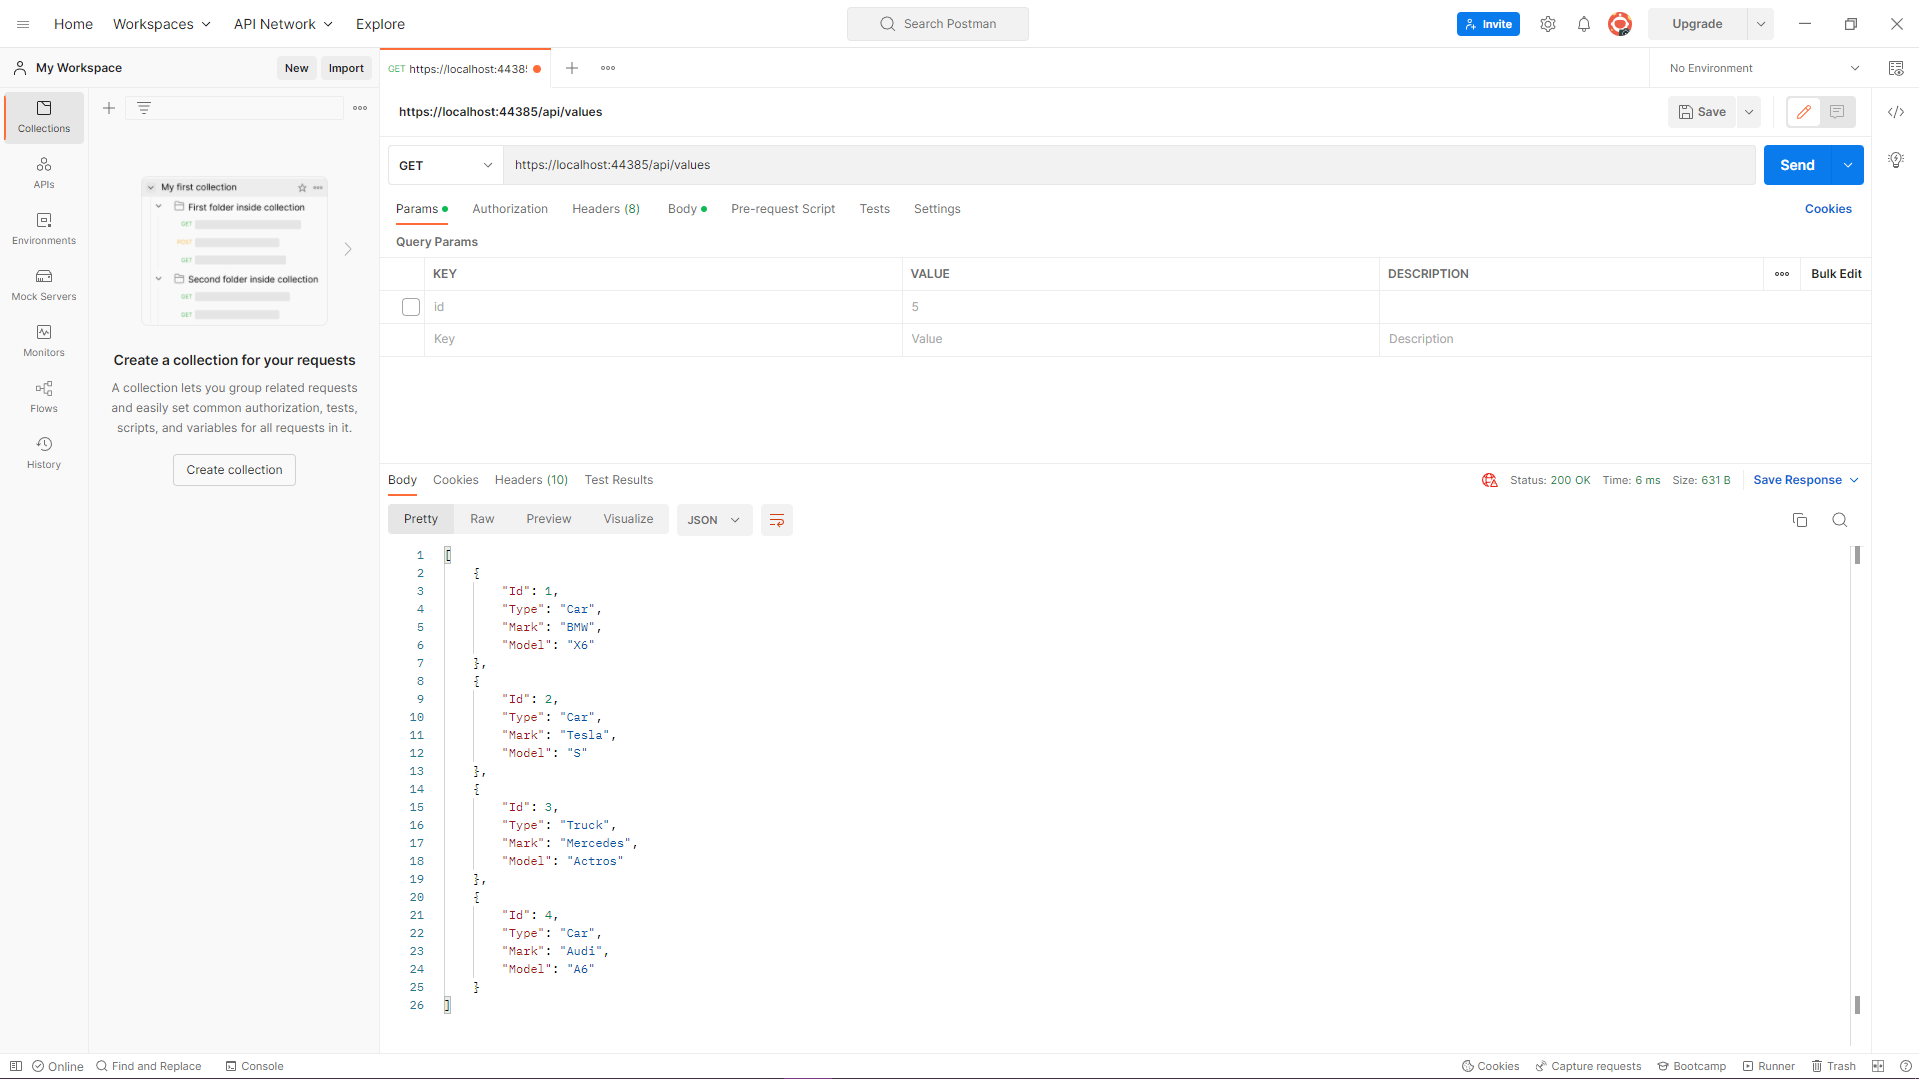 Home Workspaces API Network Explore Search Postman Invite Upgrade
My Workspace New Import GET https://localhost:4438 No Environment
Collections
APIs
Environments
Mock Servers
Monitors
Flows
History
My first collection
First folder inside collection
GET
POST
GET
Second folder inside collection
GET
GET
Create a collection for your requests
A collection lets you group related requests
and easily set common authorization, tests,
scripts, and variables for all requests in it.
Create collection
https://localhost:44385/api/values Save
GET https://localhost:44385/api/values Send
Params Authorization Headers (8) Body Pre-request Script Tests Settings Cookies
Query Params
KEY VALUE DESCRIPTION Bulk Edit
id 5
Key Value Description
Body Cookies Headers (10) Test Results Status: 200 OK Time: 6 ms Size: 631 B Save Response
Pretty Raw Preview Visualize JSON
1 [
2 {
3 "Id": 1,
4 "Type": "Car",
5 "Mark": "BMW",
6 "Model": "X6"
7 },
8 {
9 "Id": 2,
10 "Type": "Car",
11 "Mark": "Tesla",
12 "Model": "S"
13 },
14 {
15 "Id": 3,
16 "Type": "Truck",
17 "Mark": "Mercedes",
18 "Model": "Actros"
19 },
20 {
21 "Id": 4,
22 "Type": "Car",
23 "Mark": "Audi",
24 "Model": "A6"
25 }
26 ]
Online Find and Replace Console Cookies Capture requests Bootcamp Runner Trash